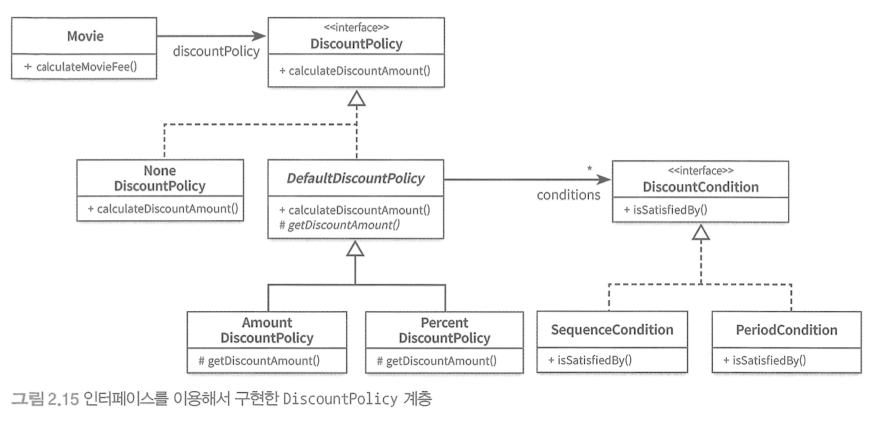 Movie
+ calculateMovieFee()
discountPolicy
<<interface>>
DiscountPolicy
+ calculateDiscountAmount()
None
DiscountPolicy
+ calculateDiscountAmount()
DefaultDiscountPolicy
+ calculateDiscountAmount()
# getDiscountAmount()
*
conditions
<<interface>>
DiscountCondition
+ isSatisfiedBy()
Amount
DiscountPolicy
# getDiscountAmount()
Percent
DiscountPolicy
# getDiscountAmount()
SequenceCondition
+ isSatisfiedBy()
PeriodCondition
+ isSatisfiedBy()
그림 2.15 인터페이스를 이용해서 구현한 DiscountPolicy 계층